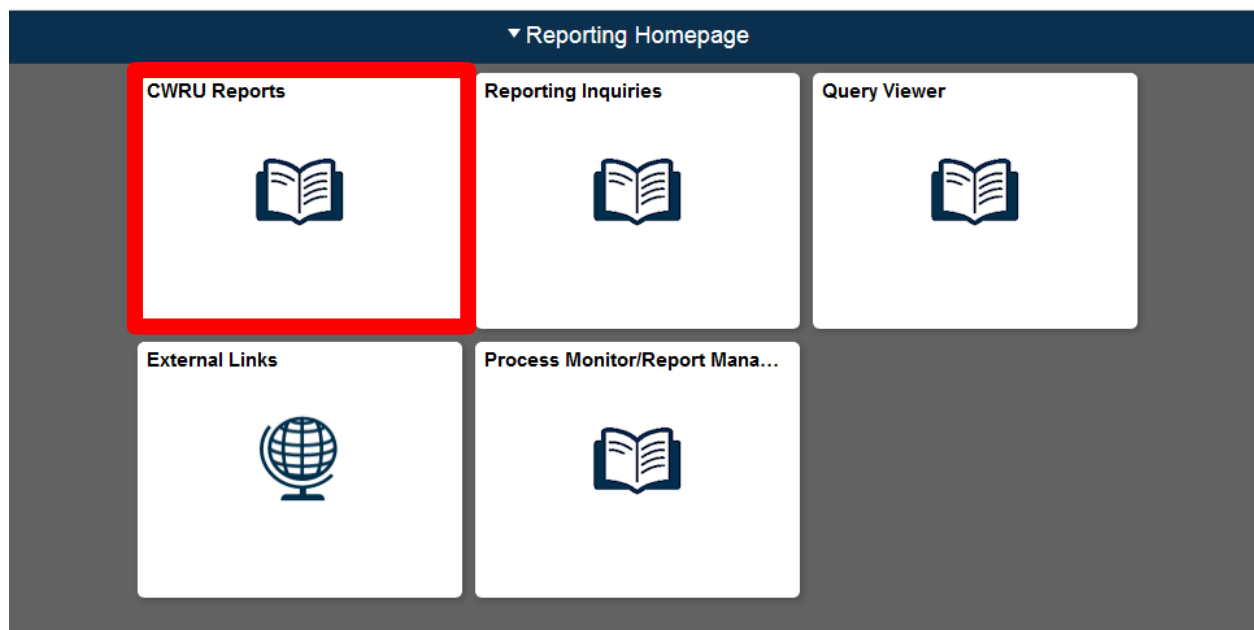 Reporting Homepage
CWRU Reports
Reporting Inquiries
Query Viewer
External Links
Process Monitor/Report Mana...